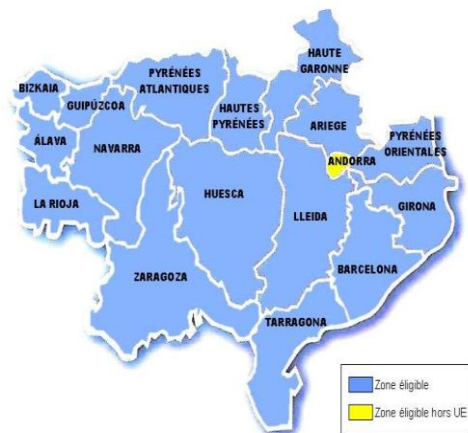 HAUTE
GARONNE
PYRÉNÉES
ATLANTIQUES
BIZKAIA
GUIPÚZCOA
HAUTES
PYRÉNÉES
ARIEGE
PYRÉNÉES
ORIENTALES
ÁLAVA
NAVARRA
ANDORRA
LA RIOJA
HUESCA
LLEIDA
GIRONA
ZARAGOZA
BARCELONA
TARRAGONA
Zone éligible
Zone éligible hors UE